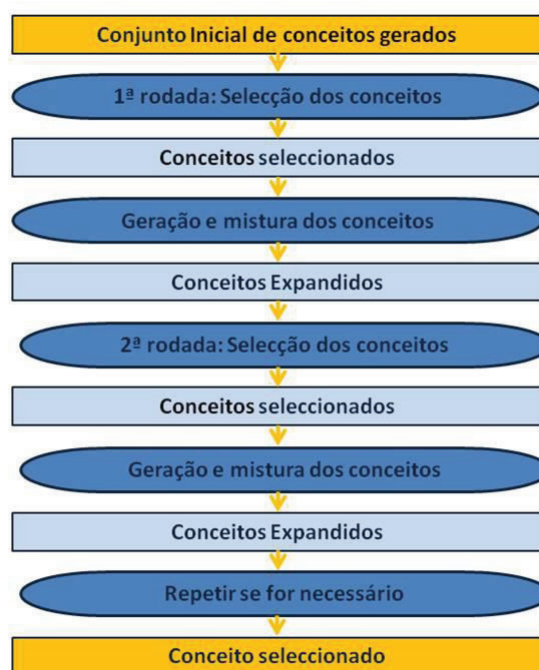 Conjunto Inicial de conceitos gerados
1ª rodada: Selecção dos conceitos
Conceitos seleccionados
Geração e mistura dos conceitos
Conceitos Expandidos
2ª rodada: Selecção dos conceitos
Conceitos seleccionados
Geração e mistura dos conceitos
Conceitos Expandidos
Repetir se for necessário
Conceito seleccionado